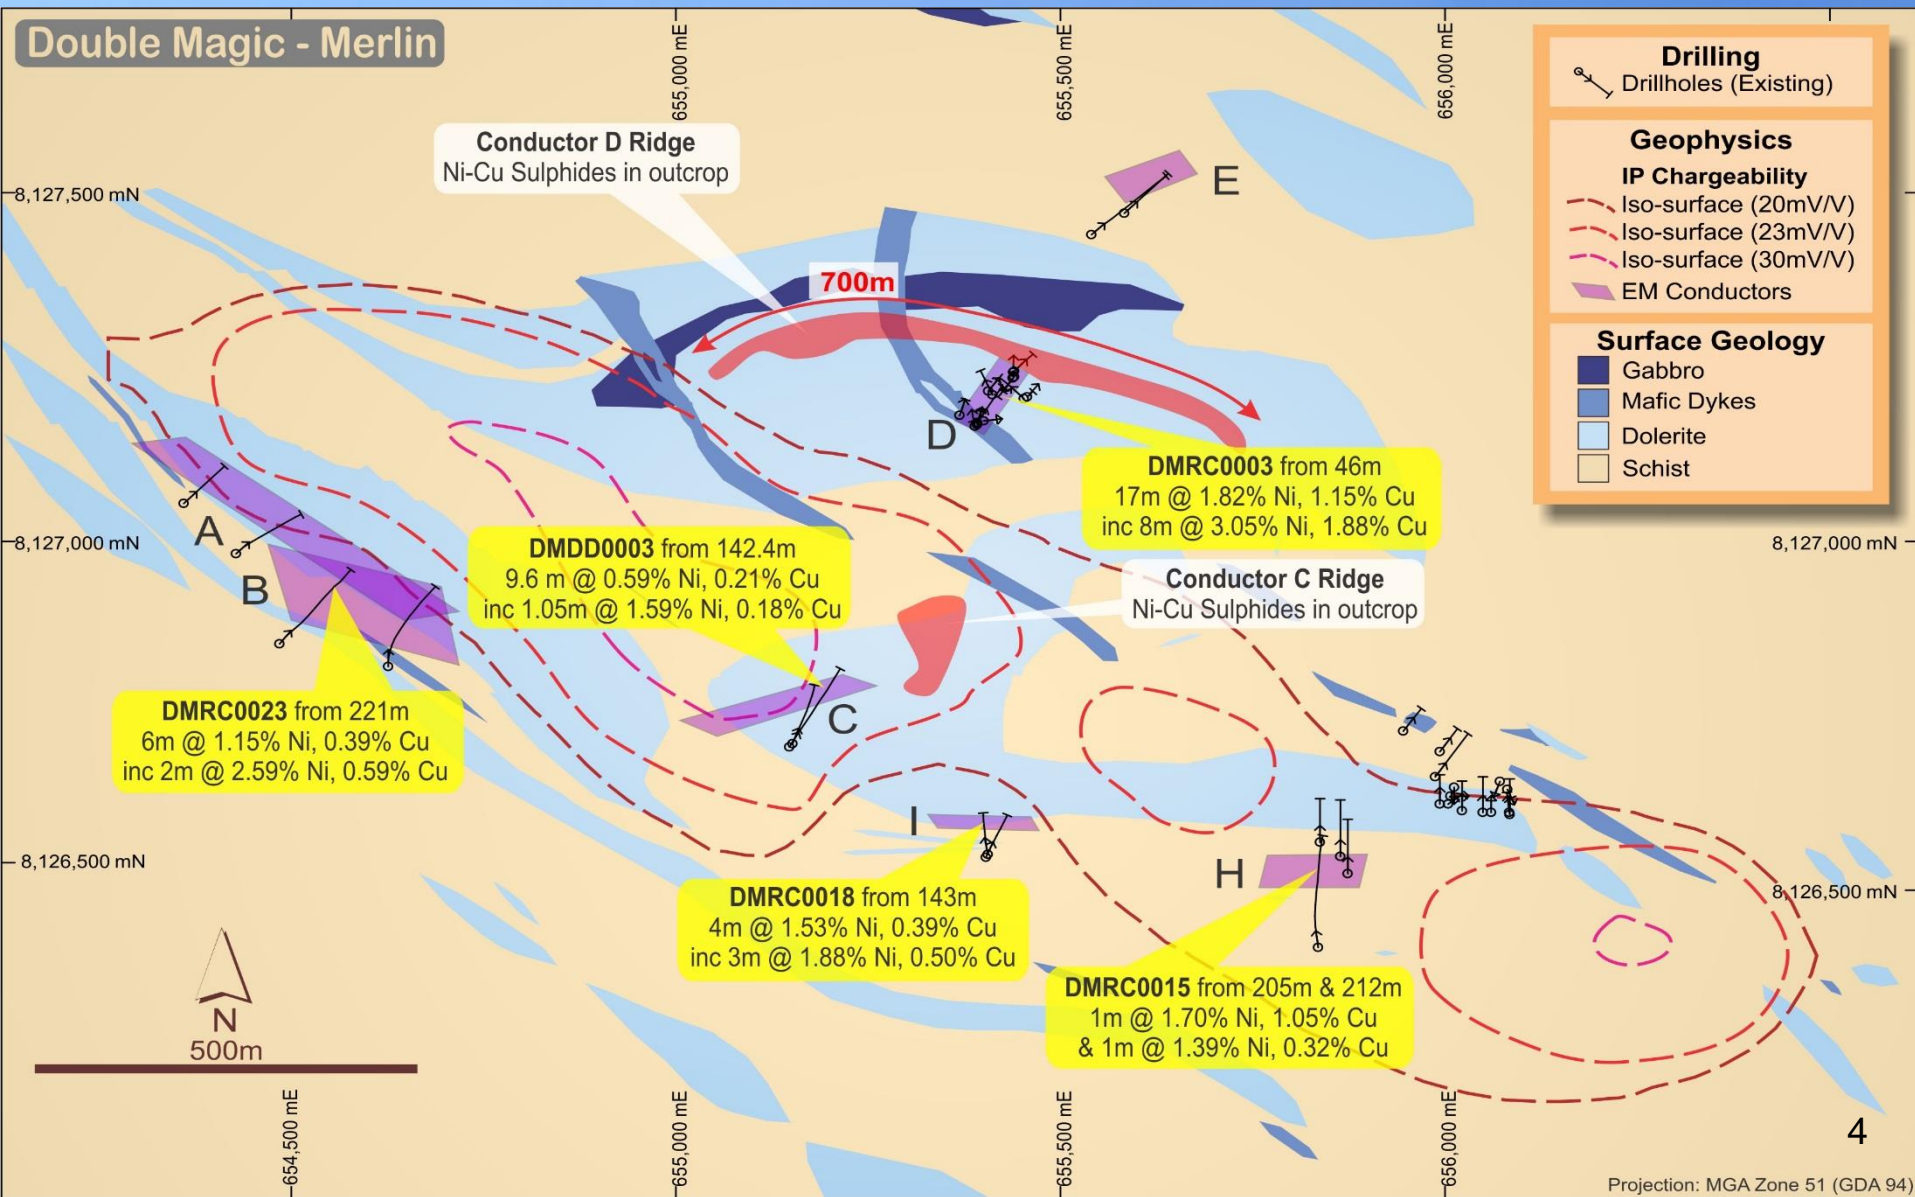 Double Magic - Merlin
655,000 mE
655,500 mE
656,000 mE
Drilling
Drillholes (Existing)
Geophysics
IP Chargeability
Iso-surface (20mV/V)
Iso-surface (23mV/V)
Iso-surface (30mV/V)
EM Conductors
Surface Geology
Gabbro
Mafic Dykes
Dolerite
Schist
Conductor D Ridge
Ni-Cu Sulphides in outcrop
E
8,127,500 mN
700m
D
DMRC0003 from 46m
17m @ 1.82% Ni, 1.15% Cu
inc 8m @ 3.05% Ni, 1.88% Cu
A
8,127,000 mN
8,127,000 mN
DMDD0003 from 142.4m
9.6 m @ 0.59% Ni, 0.21% Cu
inc 1.05m @ 1.59% Ni, 0.18% Cu
B
Conductor C Ridge
Ni-Cu Sulphides in outcrop
C
DMRC0023 from 221m
6m @ 1.15% Ni, 0.39% Cu
inc 2m @ 2.59% Ni, 0.59% Cu
I
8,126,500 mN
H
8,126,500 mN
DMRC0018 from 143m
4m @ 1.53% Ni, 0.39% Cu
inc 3m @ 1.88% Ni, 0.50% Cu
DMRC0015 from 205m & 212m
1m @ 1.70% Ni, 1.05% Cu
& 1m @ 1.39% Ni, 0.32% Cu
N
500m
654,500 mE
655,000 mE
655,500 mE
656,000 mE
4
Projection: MGA Zone 51 (GDA 94)